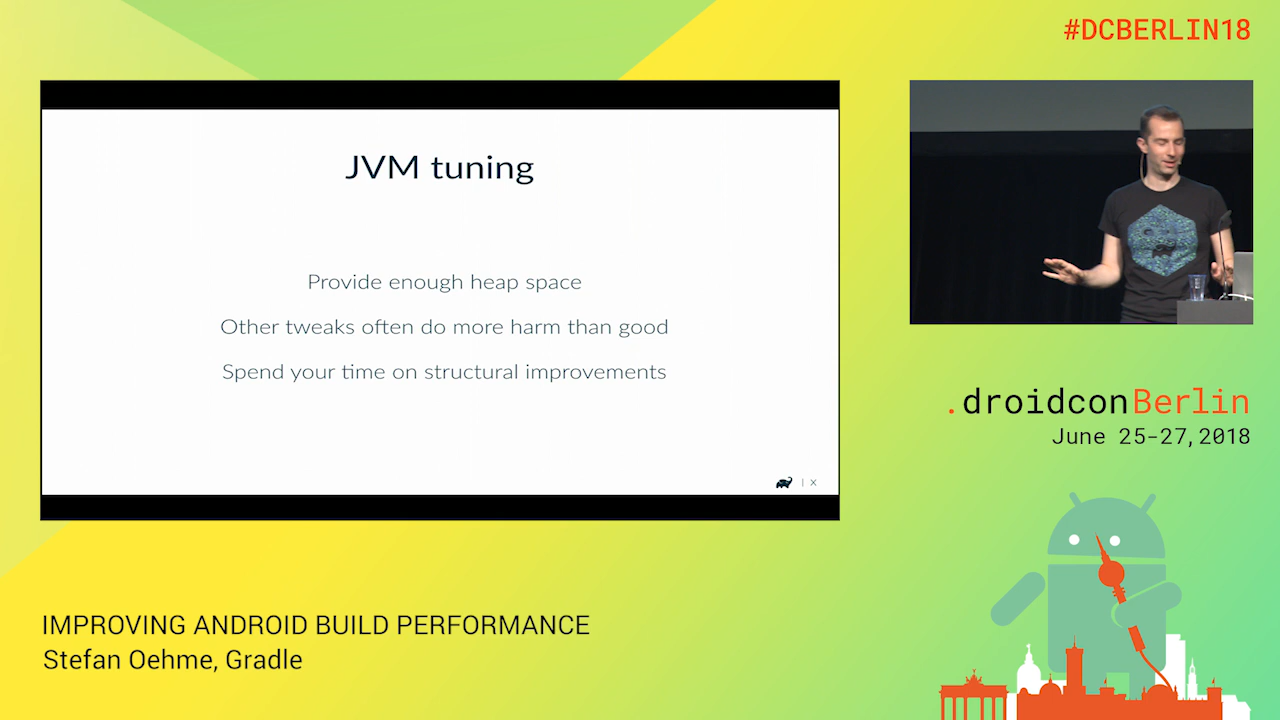 #DCBERLIN18
JVM tuning
Provide enough heap space
Other tweaks often do more harm than good
Spend your time on structural improvements
| X
.droidconBerlin
June 25-27,2018
IMPROVING ANDROID BUILD PERFORMANCE
Stefan Oehme, Gradle